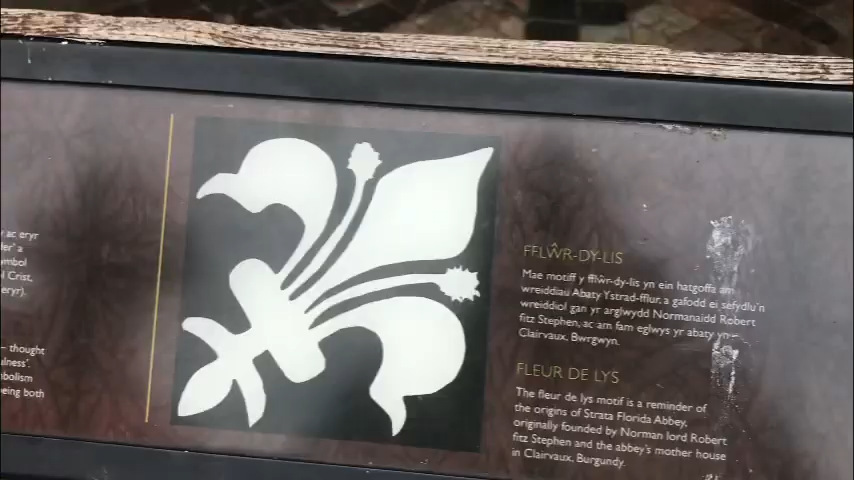 ac eryr
fer' a
ymbol
l Crist,
eryr).
– thought
ulness'.
bolism
eing both
FFLŴR-DY-LIS
Mae motiff y fflŵr-dy-lis yn ein hatgoffa am
wreiddiau Abaty Ystrad-fflur, a gafodd ei sefydlu'n
wreiddiol gan yr arglwydd Normanaidd Robert
fitz Stephen, ac am fam eglwys yr abaty yn
Clairvaux, Bwrgwyn.
FLEUR DE LYS
The fleur de lys motif is a reminder of
the origins of Strata Florida Abbey,
originally founded by Norman lord Robert
fitz Stephen and the abbey's mother house
in Clairvaux, Burgundy.